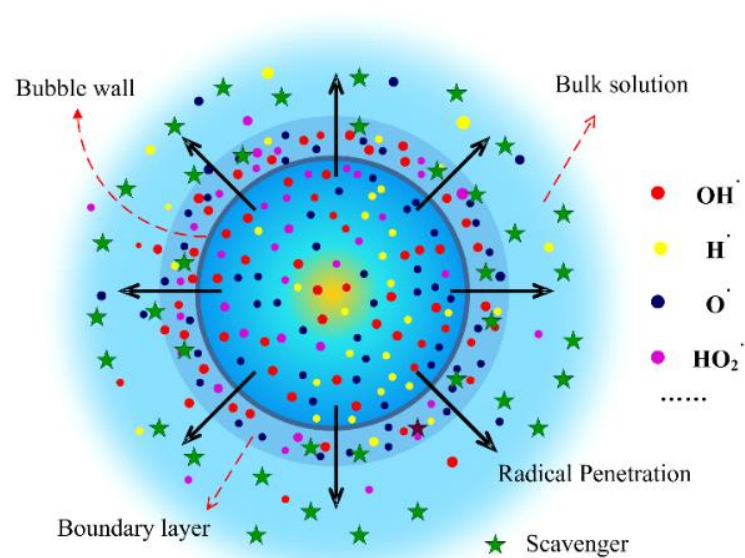 Bubble wall
Bulk solution
OH˙
H˙
O˙
HO₂˙
......
Radical Penetration
Boundary layer
Scavenger